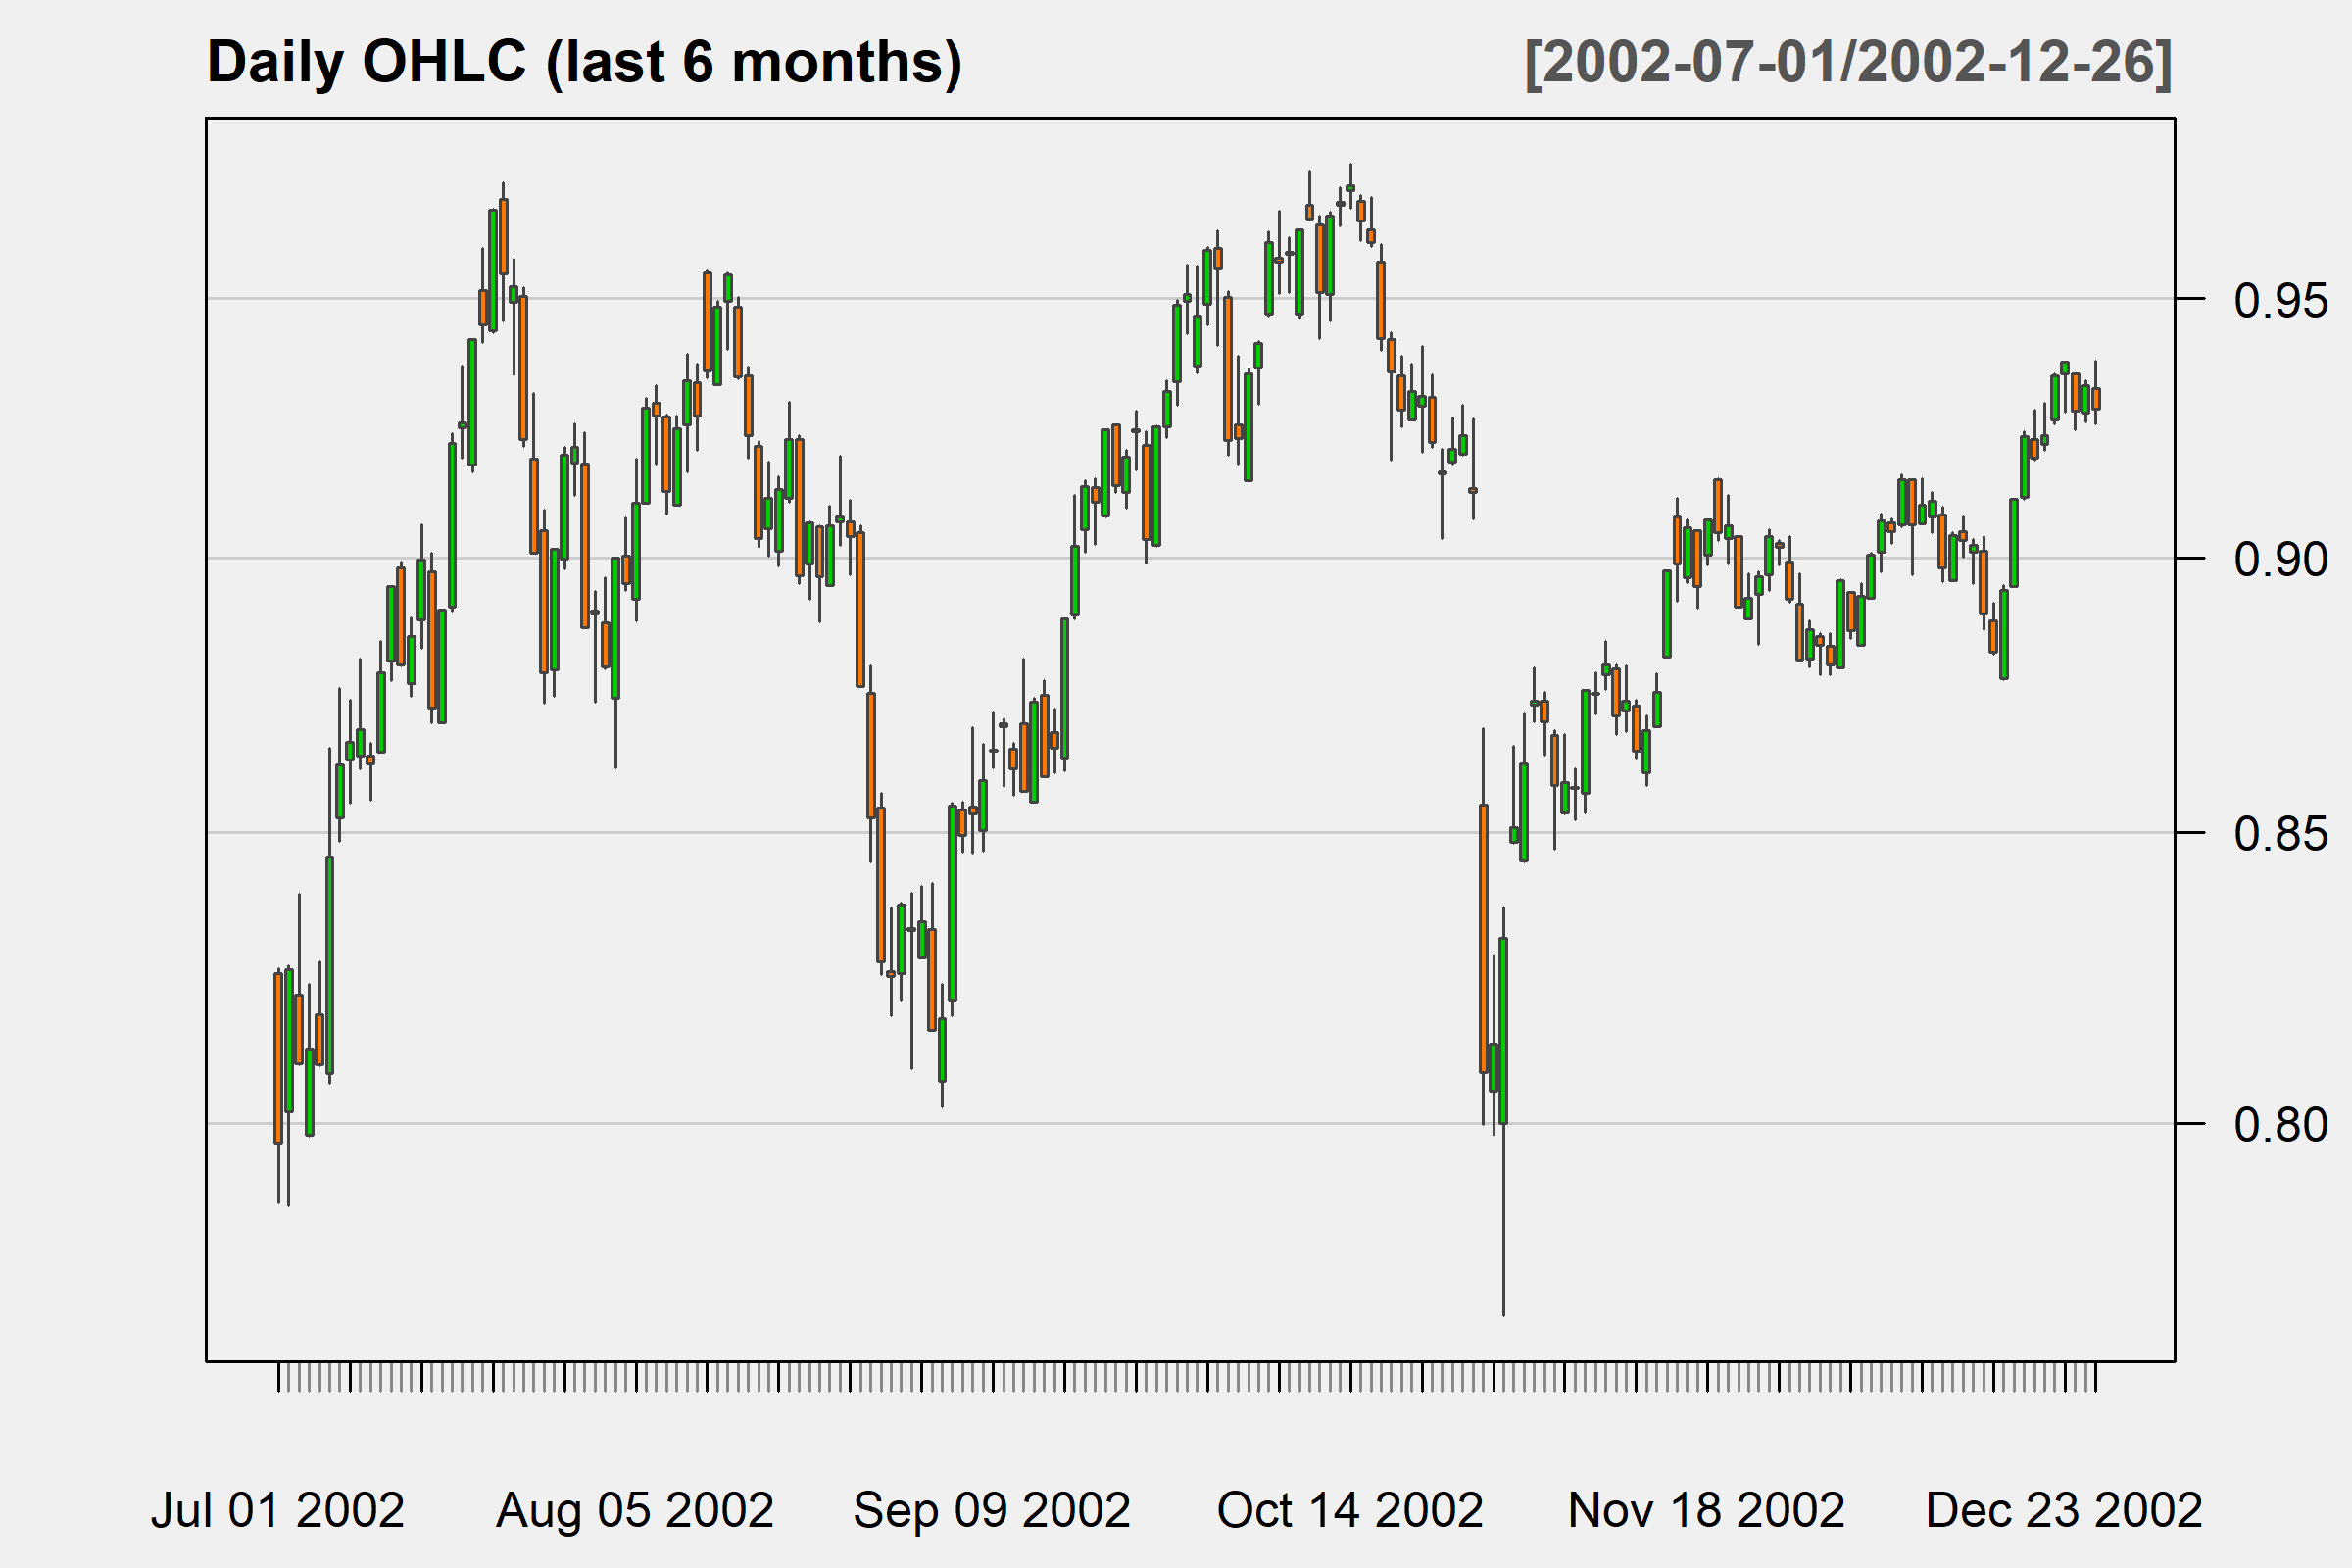 Daily OHLC (last 6 months) [2002-07-01/2002-12-26]
0.95
0.90
0.85
0.80
Jul 01 2002 Aug 05 2002 Sep 09 2002 Oct 14 2002 Nov 18 2002 Dec 23 2002